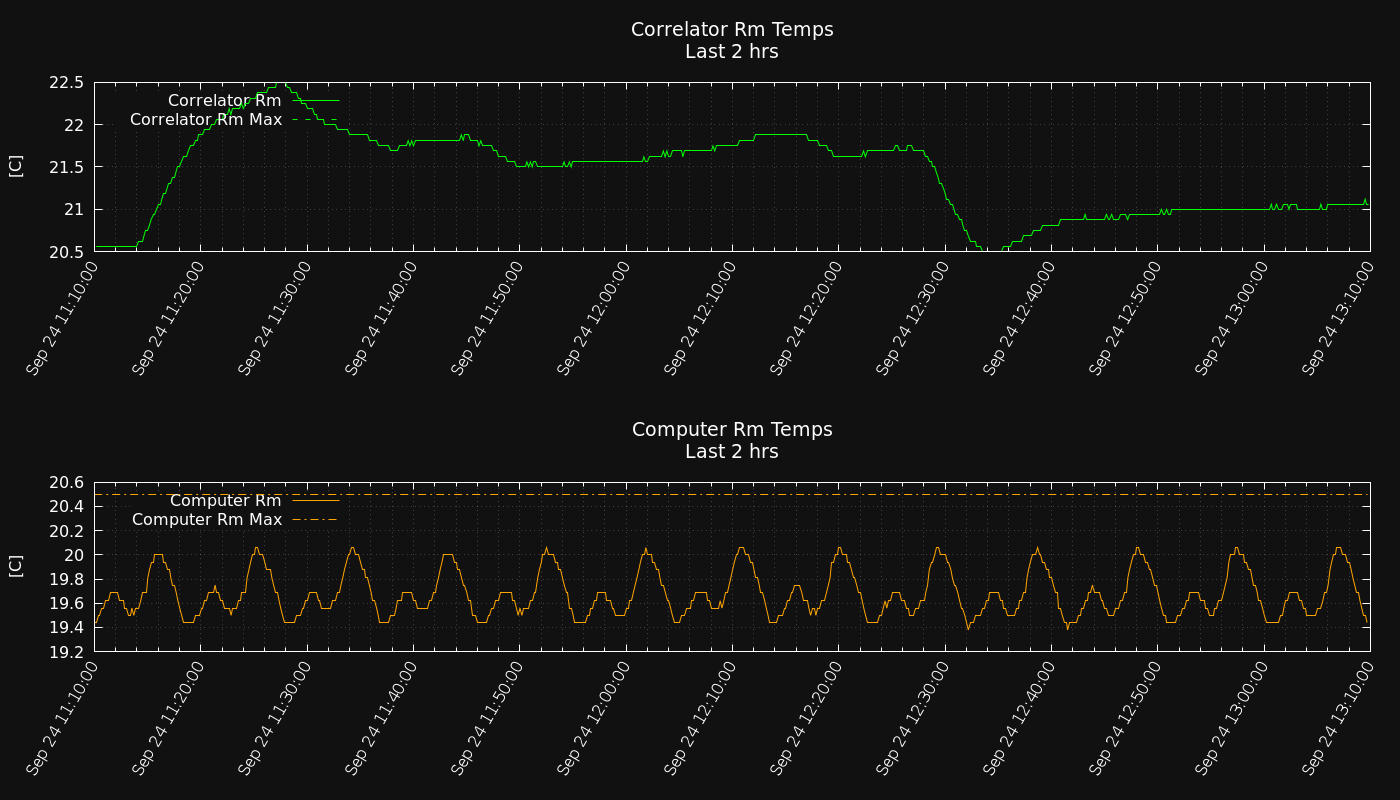 Correlator Rm Temps
Last 2 hrs
22.5
22
21.5
21
20.5
[C]
Correlator Rm
Correlator Rm Max
Sep 24 11:10:00
Sep 24 11:20:00
Sep 24 11:30:00
Sep 24 11:40:00
Sep 24 11:50:00
Sep 24 12:00:00
Sep 24 12:10:00
Sep 24 12:20:00
Sep 24 12:30:00
Sep 24 12:40:00
Sep 24 12:50:00
Sep 24 13:00:00
Sep 24 13:10:00
Computer Rm Temps
Last 2 hrs
20.6
20.4
20.2
20
19.8
19.6
19.4
19.2
[C]
Computer Rm
Computer Rm Max
Sep 24 11:10:00
Sep 24 11:20:00
Sep 24 11:30:00
Sep 24 11:40:00
Sep 24 11:50:00
Sep 24 12:00:00
Sep 24 12:10:00
Sep 24 12:20:00
Sep 24 12:30:00
Sep 24 12:40:00
Sep 24 12:50:00
Sep 24 13:00:00
Sep 24 13:10:00